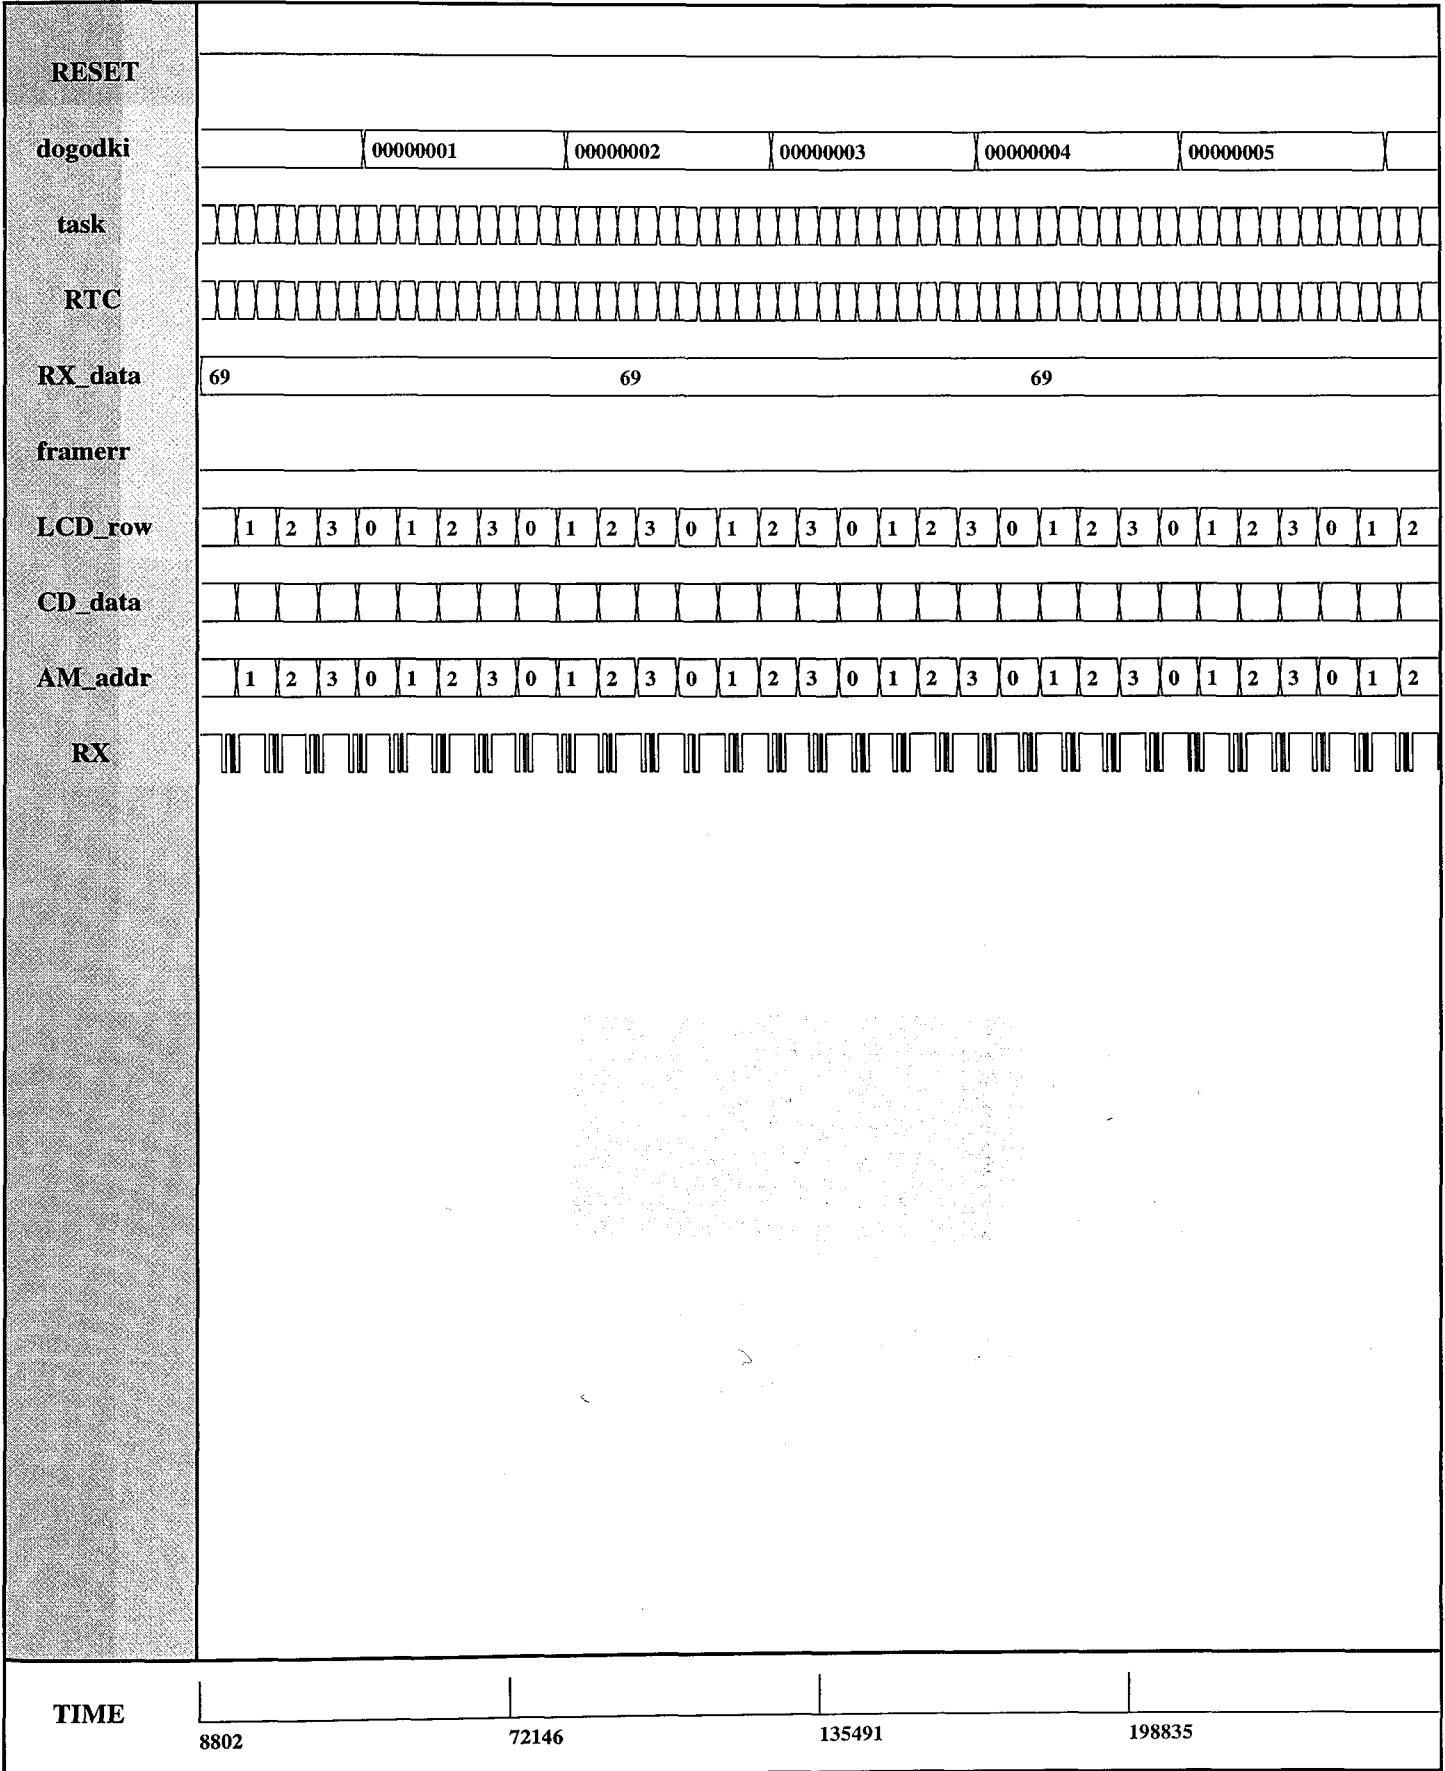 RESET
dogodki 00000001 00000002 00000003 00000004 00000005
task
RTC
RX_data 69 69 69
framerr
LCD_row 1 2 3 0 1 2 3 0 1 2 3 0 1 2 3 0 1 2 3 0 1 2 3 0 1 2 3 0 1 2
CD_data
AM_addr 1 2 3 0 1 2 3 0 1 2 3 0 1 2 3 0 1 2 3 0 1 2 3 0 1 2 3 0 1 2
RX
TIME 8802 72146 135491 198835